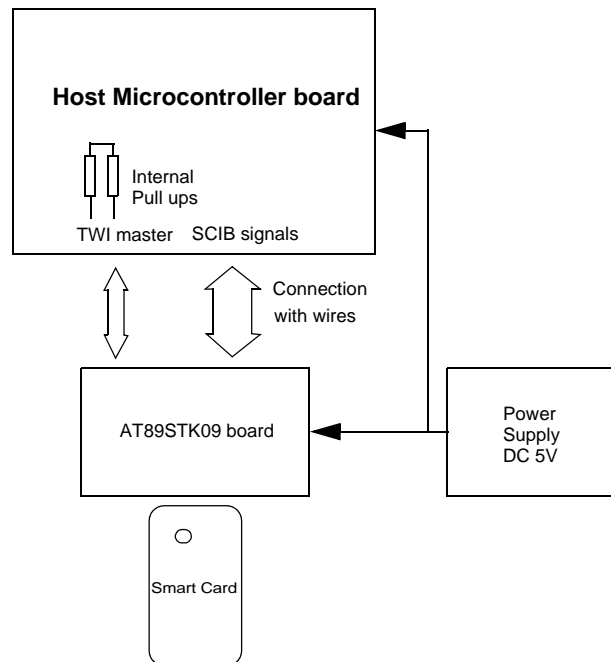 Host Microcontroller board
Internal
Pull ups
TWI master
SCIB signals
Connection
with wires
AT89STK09 board
Power
Supply
DC 5V
Smart Card